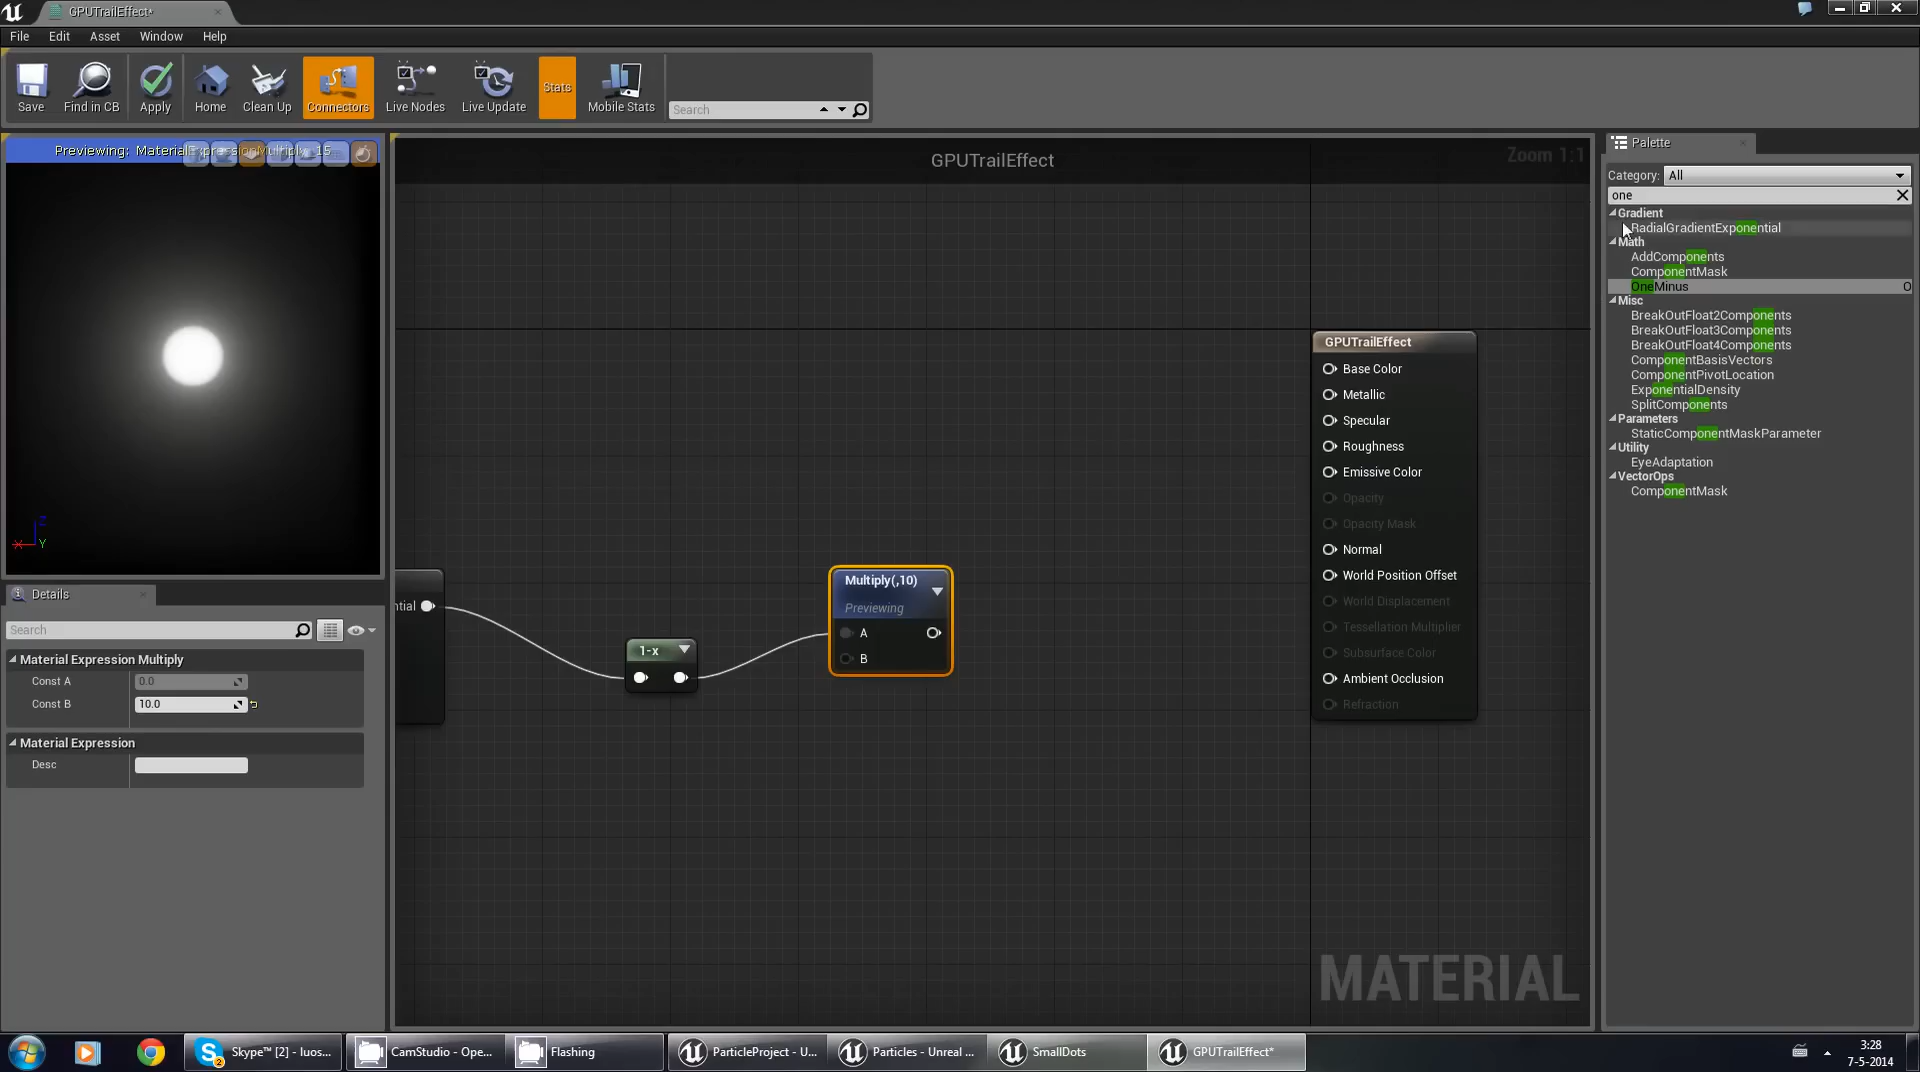 GPUTrailEffect*
File Edit Asset Window Help
Save Find in CB Apply Home Clean Up Connectors Live Nodes Live Update Stats Mobile Stats Search
Previewing: MaterialExpressionMultiply_15
GPUTrailEffect
Zoom 1:1
Z
X Y
Details
Search
Material Expression Multiply
Const A 0.0
Const B 10.0
Material Expression
Desc
ntial
1-x
Multiply(,10)
Previewing
A
B
GPUTrailEffect
Base Color
Metallic
Specular
Roughness
Emissive Color
Opacity
Opacity Mask
Normal
World Position Offset
World Displacement
Tessellation Multiplier
Subsurface Color
Ambient Occlusion
Refraction
MATERIAL
Palette
Category: All
one
Gradient
RadialGradientExponential
Math
AddComponents
ComponentMask
OneMinus O
Misc
BreakOutFloat2Components
BreakOutFloat3Components
BreakOutFloat4Components
ComponentBasisVectors
ComponentPivotLocation
ExponentialDensity
SplitComponents
Parameters
StaticComponentMaskParameter
Utility
EyeAdaptation
VectorOps
ComponentMask
Skype™ [2] - luos... CamStudio - Ope... Flashing ParticleProject - U... Particles - Unreal ... SmallDots GPUTrailEffect*
3:28
7-5-2014